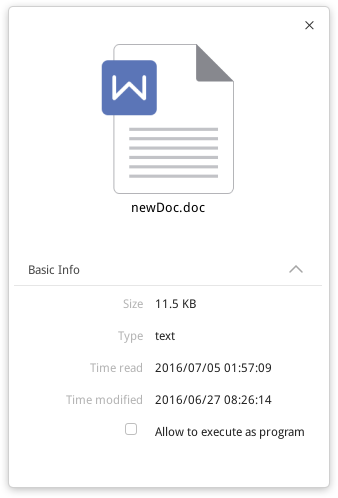 newDoc.doc
Basic Info
Size 11.5 KB
Type text
Time read 2016/07/05 01:57:09
Time modified 2016/06/27 08:26:14
Allow to execute as program